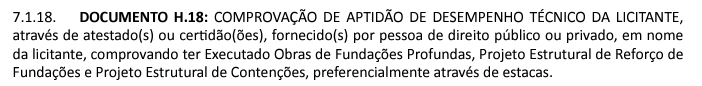 7.1.18. DOCUMENTO H.18: COMPROVAÇÃO DE APTIDÃO DE DESEMPENHO TÉCNICO DA LICITANTE,
através de atestado(s) ou certidão(ões), fornecido(s) por pessoa de direito público ou privado, em nome
da licitante, comprovando ter Executado Obras de Fundações Profundas, Projeto Estrutural de Reforço de
Fundações e Projeto Estrutural de Contenções, preferencialmente através de estacas.